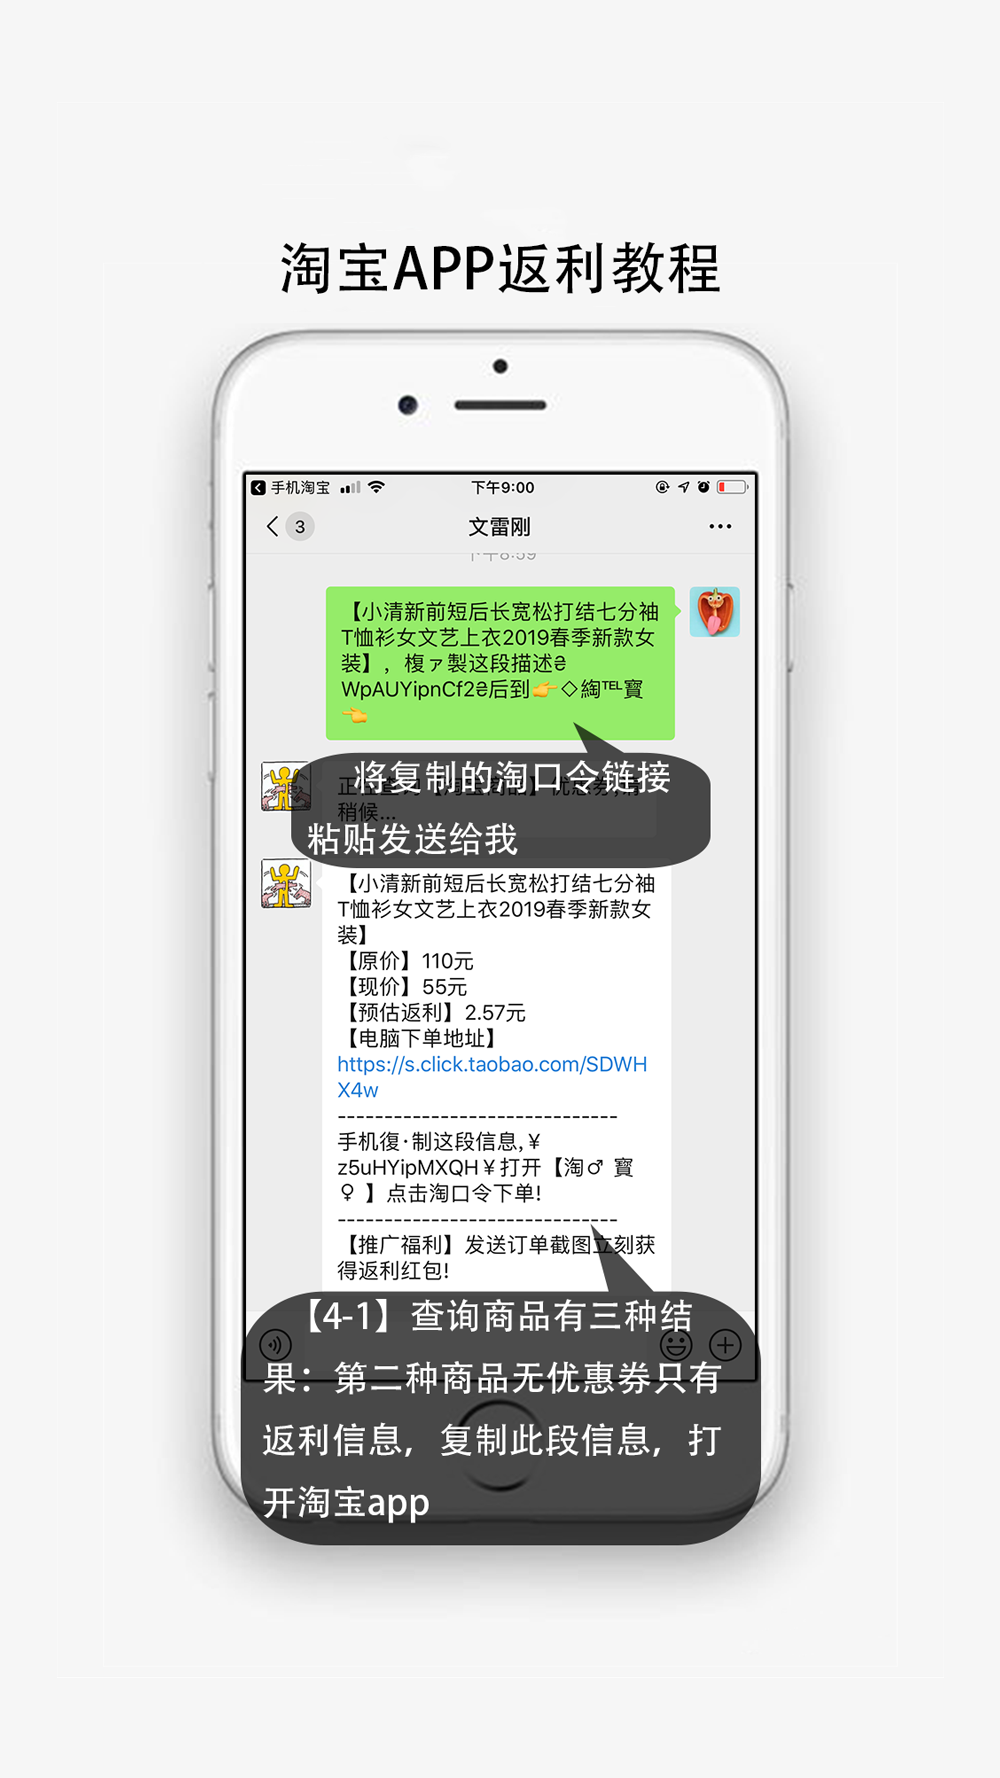 淘宝APP返利教程
手机淘宝
下午9:00
3
文雷刚
下午8:59
【小清新前短后长宽松打结七分袖
T恤衫女文艺上衣2019春季新款女
装】，榎ァ製这段描述₴
WpAUYipnCf2₴后到👉◇綯℡寳
👈
正在查询【淘宝商品】优惠券,请
稍候...
将复制的淘口令链接
粘贴发送给我
【小清新前短后长宽松打结七分袖
T恤衫女文艺上衣2019春季新款女
装】
【原价】110元
【现价】55元
【预估返利】2.57元
【电脑下单地址】
https://s.click.taobao.com/SDWH
X4w
------------------------------
手机復·制这段信息,￥
z5uHYipMXQH￥打开【淘♂ 寳
♀ 】点击淘口令下单!
------------------------------
【推广福利】发送订单截图立刻获
得返利红包!
【4-1】查询商品有三种结
果：第二种商品无优惠券只有
返利信息，复制此段信息，打
开淘宝app